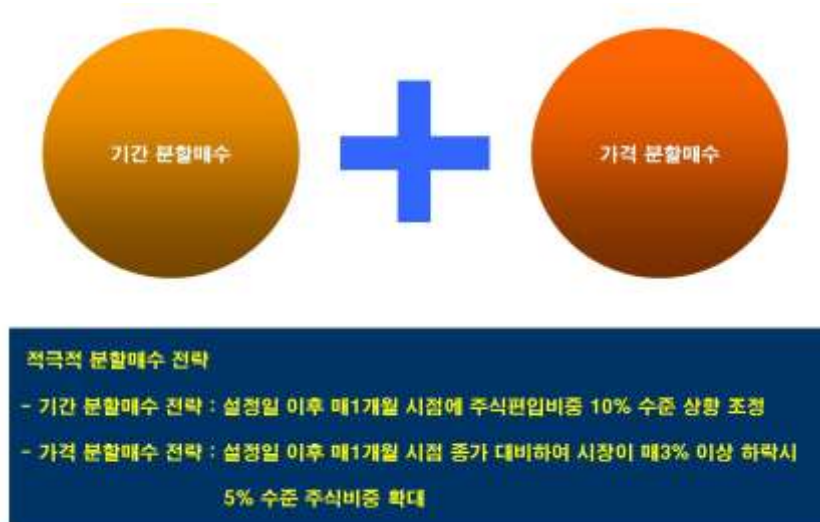 기간 분할매수
가격 분할매수
적극적 분할매수 전략
- 기간 분할매수 전략 : 설정일 이후 매1개월 시점에 주식편입비중 10% 수준 상향 조정
- 가격 분할매수 전략 : 설정일 이후 매1개월 시점 종가 대비하여 시장이 매3% 이상 하락시
5% 수준 주식비중 확대